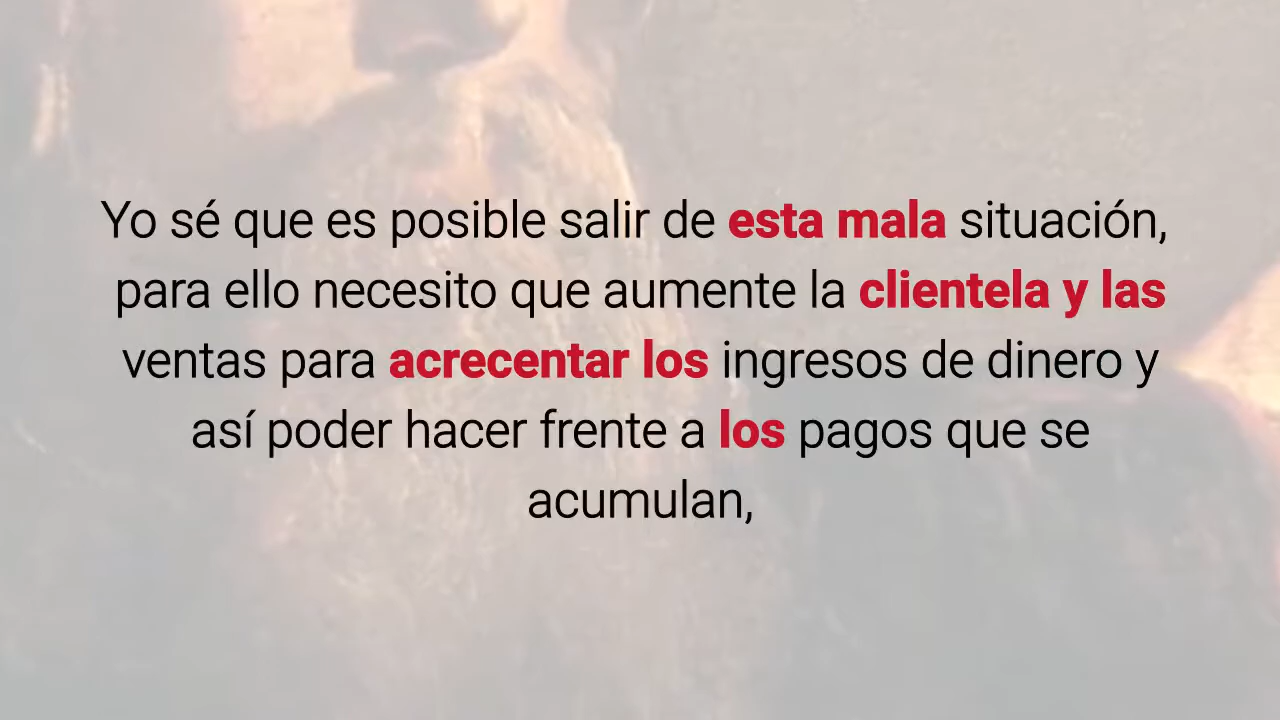 Yo sé que es posible salir de esta mala situación,
para ello necesito que aumente la clientela y las
ventas para acrecentar los ingresos de dinero y
así poder hacer frente a los pagos que se
acumulan,